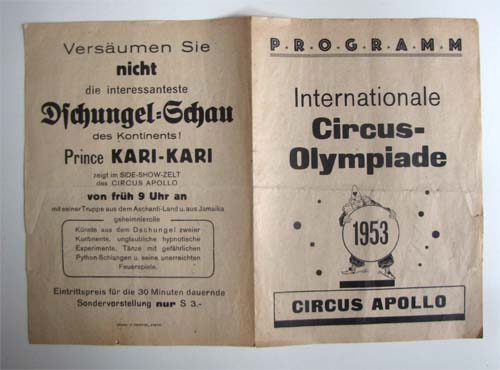 Versäumen Sie
nicht
die interessanteste
Dschungel-Schau
des Kontinents!
Prince KARI-KARI
zeigt im SIDE-SHOW-ZELT
des CIRCUS APOLLO
von früh 9 Uhr an
mit seiner Truppe aus dem Aschanti-Land u. aus Jamaika
geheimnisvolle
Künste aus dem Dschungel zweier
Kontinente, unglaubliche hypnotische
Experimente, Tänze mit gefährlichen
Python-Schlangen u. seine unerreichten
Feuerspiele.
Eintrittspreis für die 30 Minuten dauernde
Sondervorstellung nur S 3.-
P·R·O·G·R·A·M·M
Internationale
Circus-
Olympiade
1953
CIRCUS APOLLO